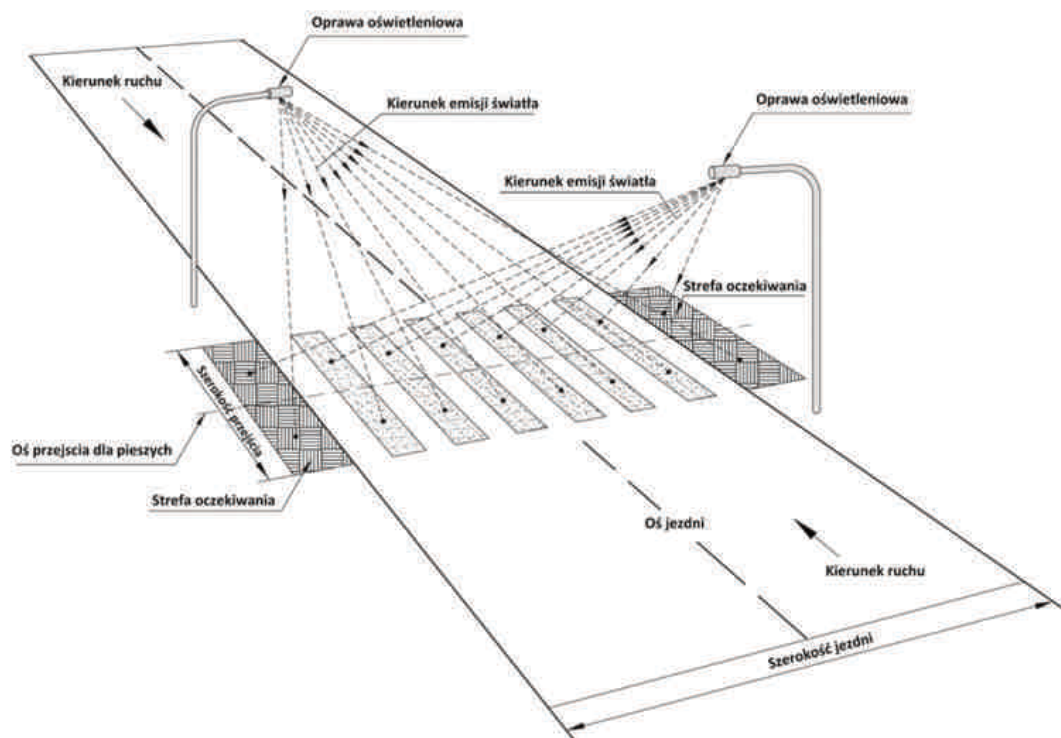 Oprawa oświetleniowa
Kierunek ruchu
Kierunek emisji światła
Oprawa oświetleniowa
Kierunek emisji światła
Strefa oczekiwania
Szerokość przejścia
Oś przejscia dla pieszych
Strefa oczekiwania
Oś jezdni
Kierunek ruchu
Szerokość jezdni